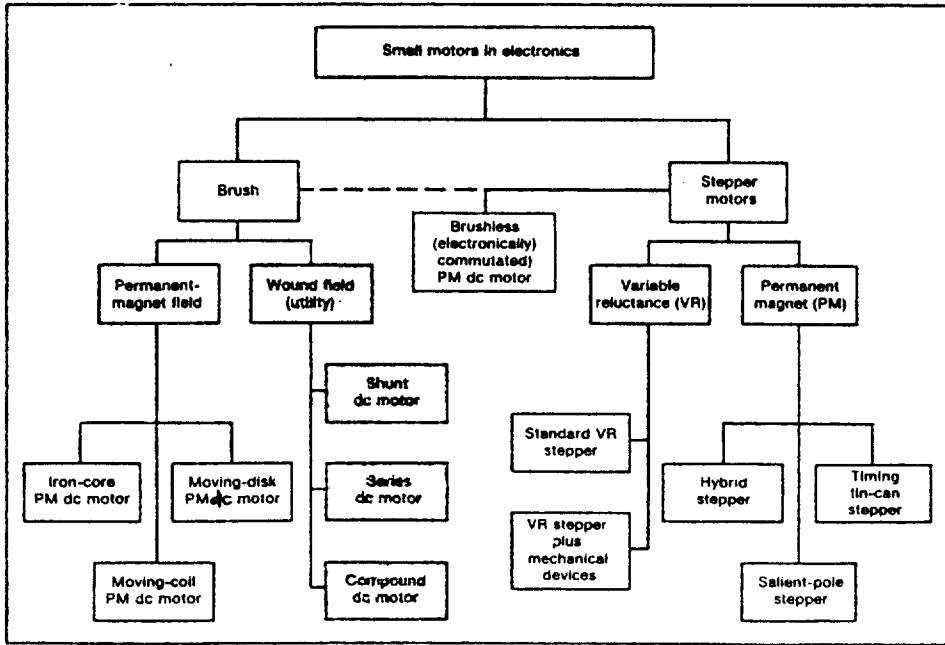 Small motors in electronics
Brush
Stepper
motors
Brushless
(electronically)
commutated)
PM dc motor
Permanent-
magnet field
Wound field
(utility)
Variable
reluctance (VR)
Permanent
magnet (PM)
Shunt
dc motor
Standard VR
stepper
Iron-core
PM dc motor
Moving-disk
PM dc motor
Series
dc motor
Hybrid
stepper
Timing
tin-can
stepper
VR stepper
plus
mechanical
devices
Moving-coil
PM dc motor
Compound
dc motor
Salient-pole
stepper